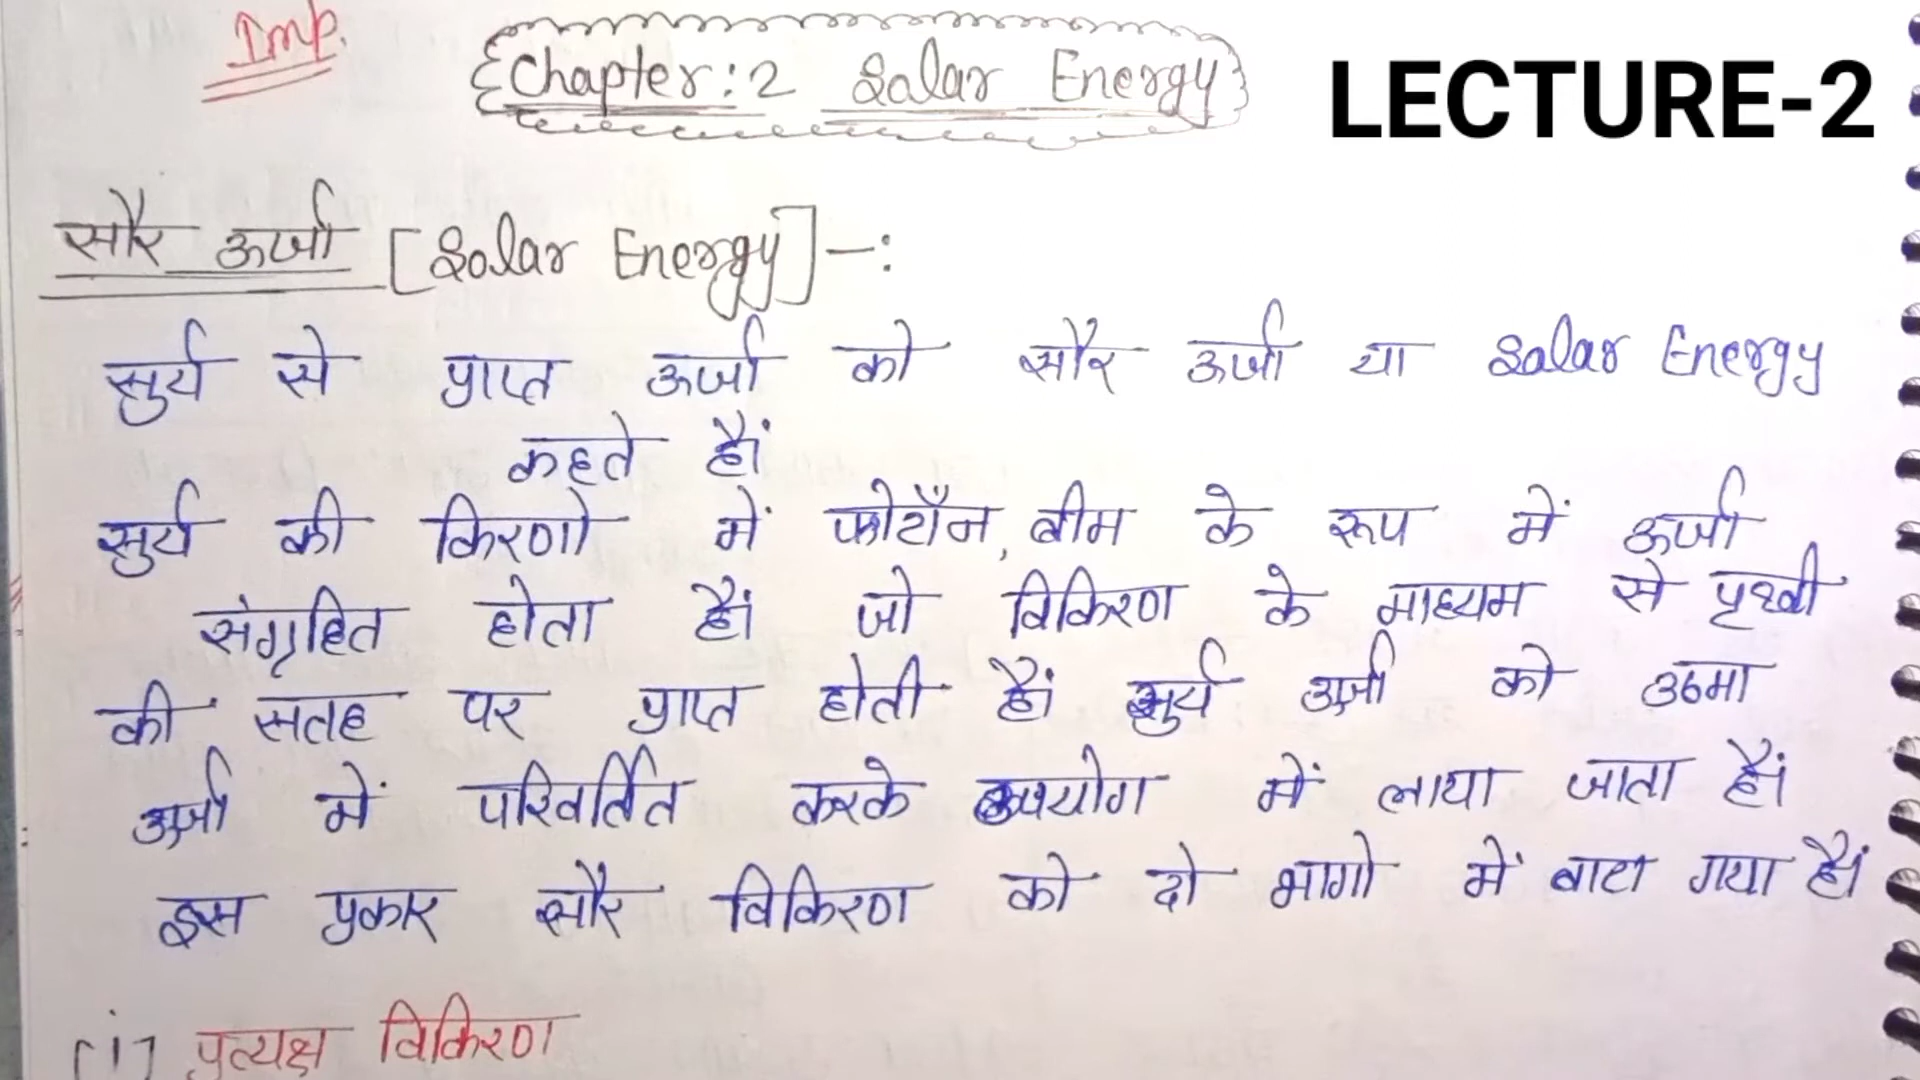 Imp.
Chapter:2 Solar Energy
LECTURE-2
सौर ऊर्जा [Solar Energy]-:
सुर्य से प्राप्त ऊर्जा को सौर ऊर्जा या Solar Energy
कहते हैं।
सुर्य की किरणो में फोटॉन, बीम के रूप में ऊर्जा
संगृहित होता हैं। जो विकिरण के माध्यम से पृथ्वी
की सतह पर प्राप्त होती हैं। सुर्य ऊर्जा को उष्मा
ऊर्जा में परिवर्तित करके उपयोग में लाया जाता हैं।
इस प्रकार सौर विकिरण को दो भागो में बाटा गया हैं।
[i] प्रत्यक्ष विकिरण